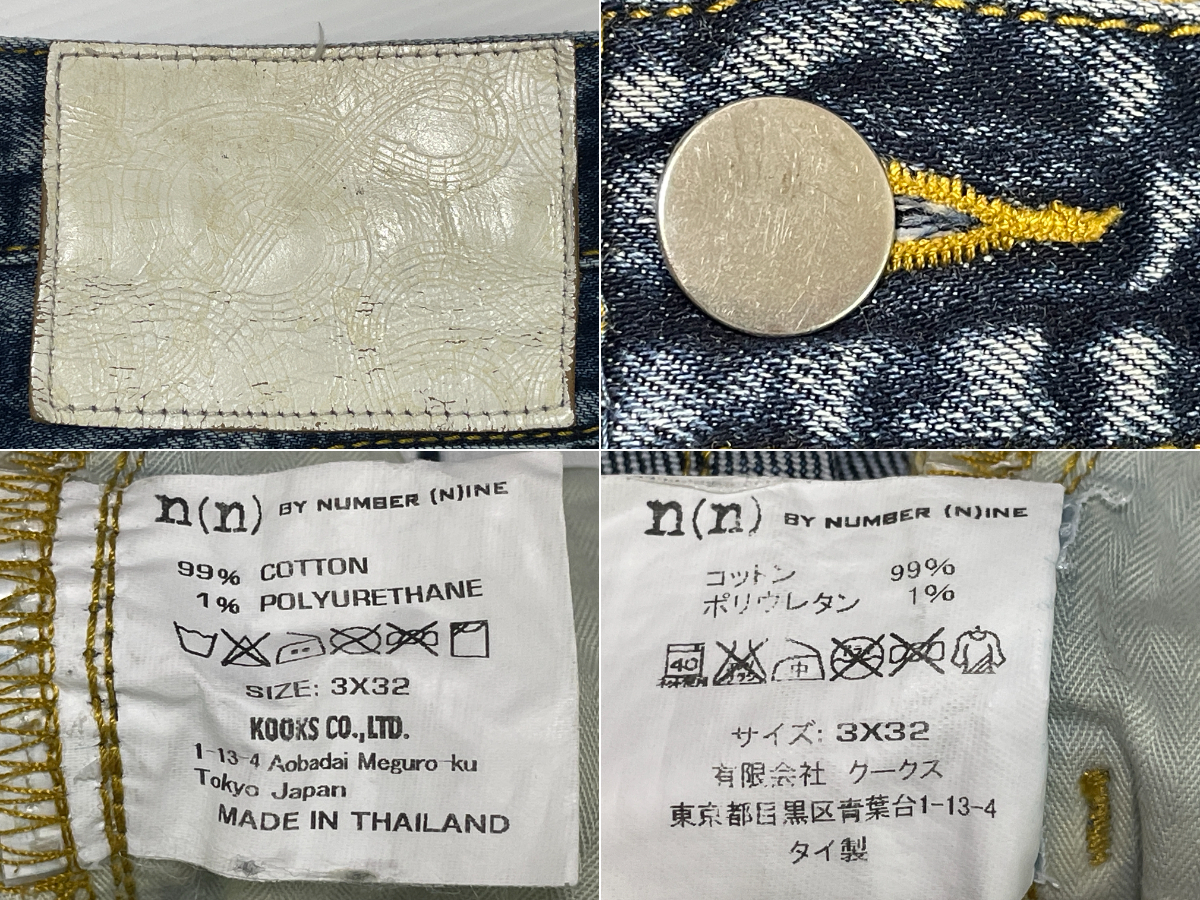 n(n) BY NUMBER (N)INE
99% COTTON
1% POLYURETHANE
SIZE: 3X32
KOOKS CO.,LTD.
1-13-4 Aobadai Meguro-ku
Tokyo Japan
MADE IN THAILAND
n(n) BY NUMBER (N)INE
コットン 99%
ポリウレタン 1%
40
中
サイズ: 3X32
有限会社 クークス
東京都目黒区青葉台1-13-4
タイ製